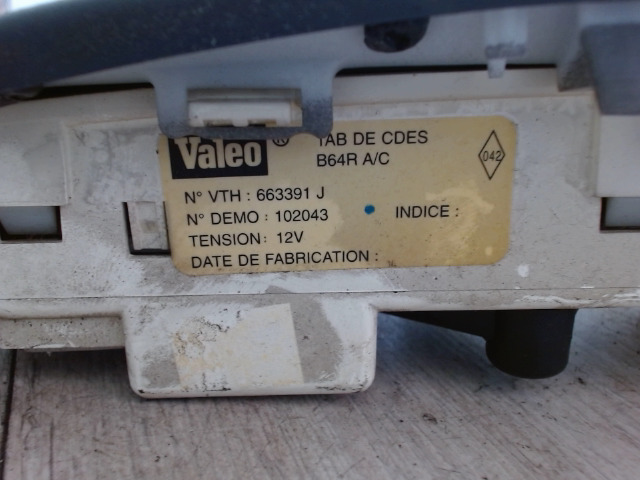 Valeo ® TAB DE CDES
B64R A/C
042
N° VTH : 663391 J
N° DEMO : 102043 INDICE :
TENSION : 12V
DATE DE FABRICATION :